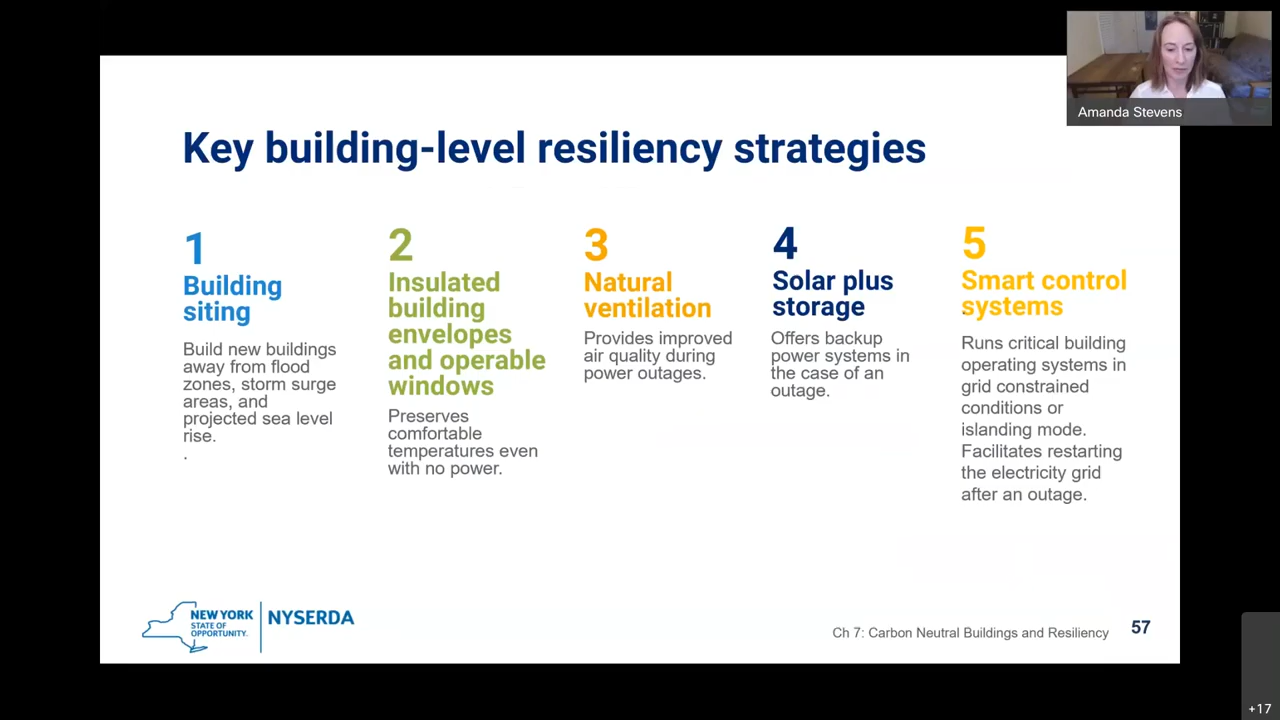 Amanda Stevens
Key building-level resiliency strategies
1
Building
siting
Build new buildings
away from flood
zones, storm surge
areas, and
projected sea level
rise.
.
2
Insulated
building
envelopes
and operable
windows
Preserves
comfortable
temperatures even
with no power.
3
Natural
ventilation
Provides improved
air quality during
power outages.
4
Solar plus
storage
Offers backup
power systems in
the case of an
outage.
5
Smart control
systems
Runs critical building
operating systems in
grid constrained
conditions or
islanding mode.
Facilitates restarting
the electricity grid
after an outage.
NEW YORK
STATE OF
OPPORTUNITY.
NYSERDA
Ch 7: Carbon Neutral Buildings and Resiliency
57
+17